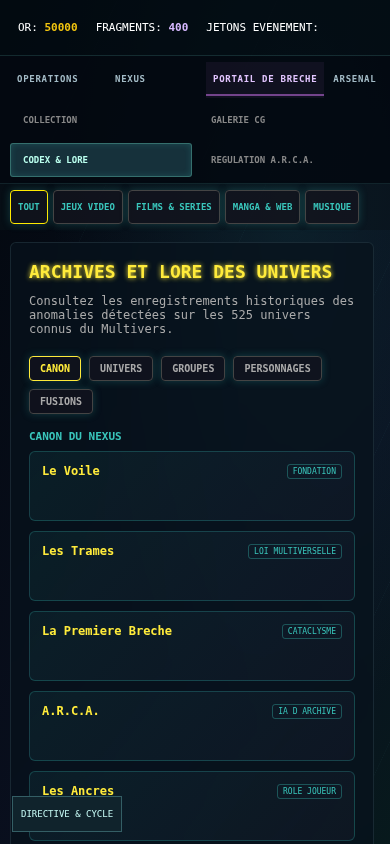 OR: 50000 FRAGMENTS: 400 JETONS EVENEMENT:
OPERATIONS NEXUS PORTAIL DE BRECHE ARSENAL
COLLECTION GALERIE CG
CODEX & LORE REGULATION A.R.C.A.
TOUT JEUX VIDEO FILMS & SERIES MANGA & WEB MUSIQUE
ARCHIVES ET LORE DES UNIVERS
Consultez les enregistrements historiques des
anomalies détectées sur les 525 univers
connus du Multivers.
CANON UNIVERS GROUPES PERSONNAGES
FUSIONS
CANON DU NEXUS
Le Voile FONDATION
Les Trames LOI MULTIVERSELLE
La Premiere Breche CATACLYSME
A.R.C.A. IA D ARCHIVE
Les Ancres ROLE JOUEUR
DIRECTIVE & CYCLE